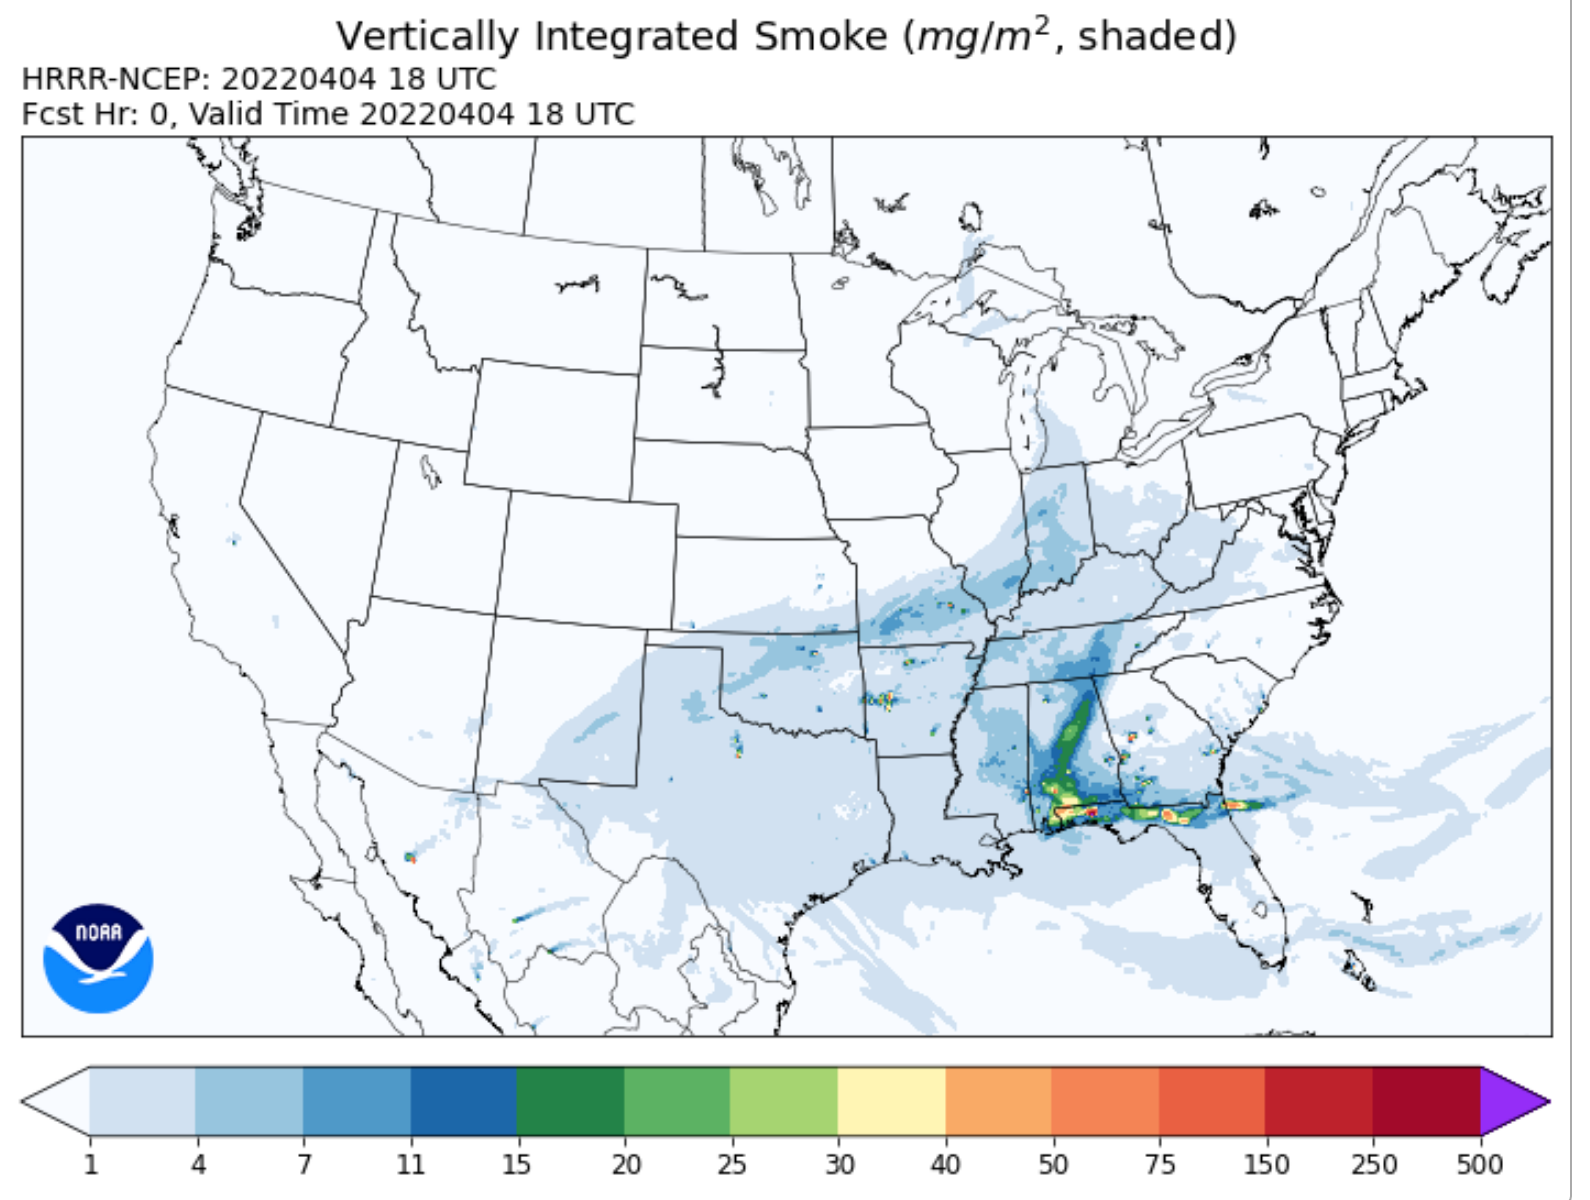 Vertically Integrated Smoke (mg/m², shaded)
HRRR-NCEP: 20220404 18 UTC
Fcst Hr: 0, Valid Time 20220404 18 UTC
NOAA
1 4 7 11 15 20 25 30 40 50 75 150 250 500